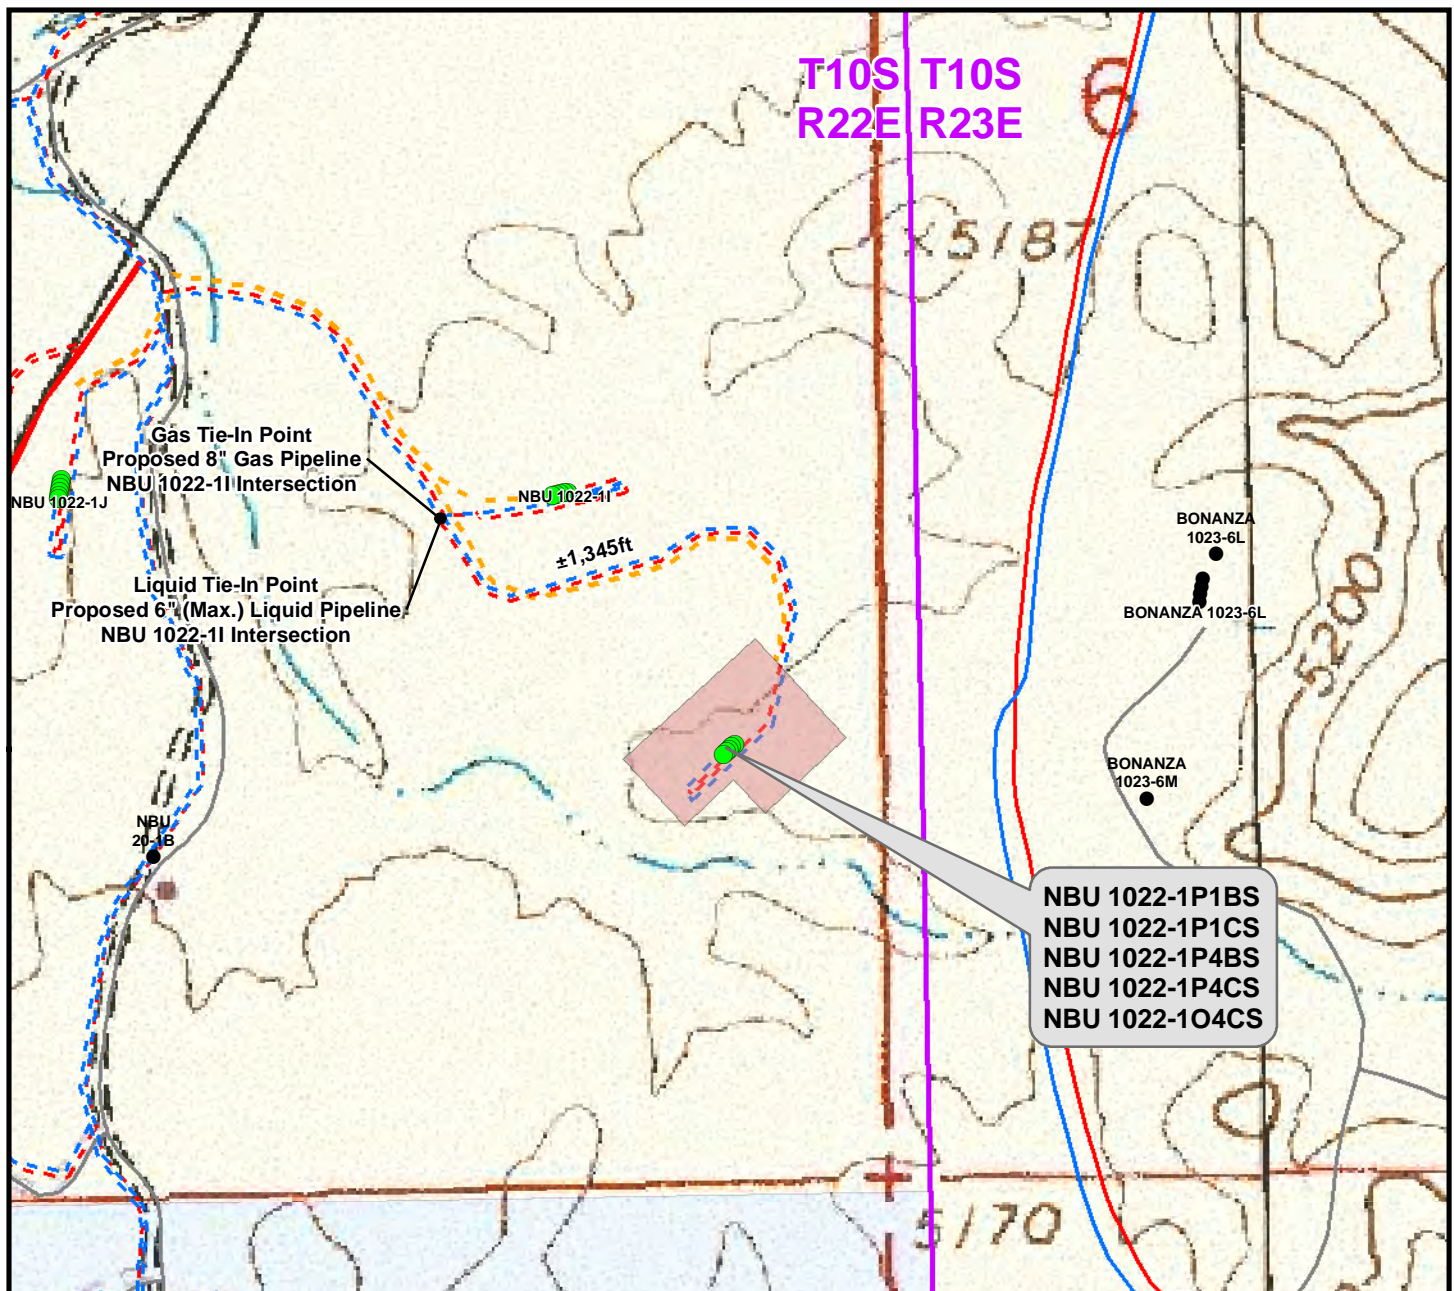 T10S T10S
R22E R23E
6
x5187
Gas Tie-In Point
Proposed 8" Gas Pipeline
NBU 1022-1I Intersection
NBU 1022-1J
NBU 1022-1I
±1,345ft
BONANZA
1023-6L
BONANZA 1023-6L
Liquid Tie-In Point
Proposed 6" (Max.) Liquid Pipeline
NBU 1022-1I Intersection
5200
BONANZA
1023-6M
NBU
20-1B
NBU 1022-1P1BS
NBU 1022-1P1CS
NBU 1022-1P4BS
NBU 1022-1P4CS
NBU 1022-1O4CS
5170